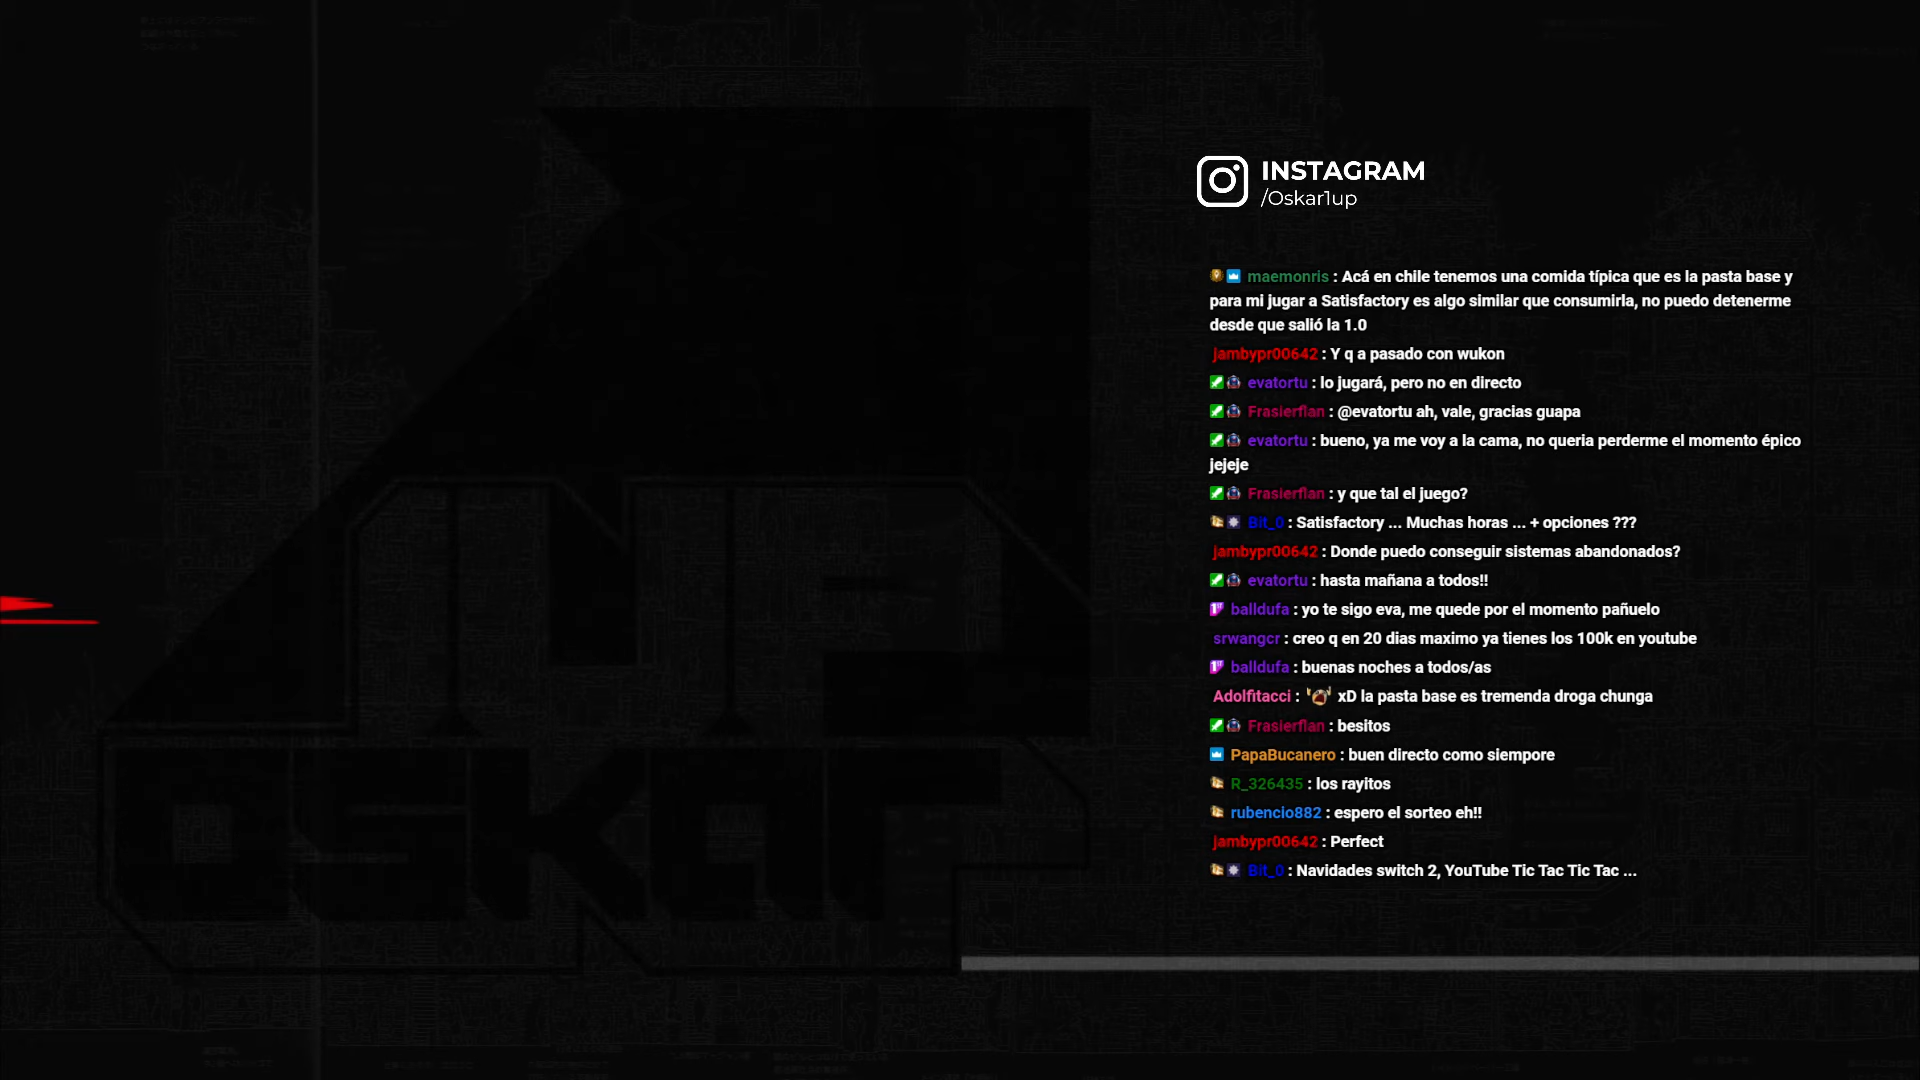 INSTAGRAM
/Oskar1up
maemonris : Acá en chile tenemos una comida típica que es la pasta base y
para mi jugar a Satisfactory es algo similar que consumirla, no puedo detenerme
desde que salió la 1.0
jambypr00642 : Y q a pasado con wukon
evatortu : lo jugará, pero no en directo
Frasierflan : @evatortu ah, vale, gracias guapa
evatortu : bueno, ya me voy a la cama, no queria perderme el momento épico
jejeje
Frasierflan : y que tal el juego?
Bit_0 : Satisfactory ... Muchas horas ... + opciones ???
jambypr00642 : Donde puedo conseguir sistemas abandonados?
evatortu : hasta mañana a todos!!
balldufa : yo te sigo eva, me quede por el momento pañuelo
srwangcr : creo q en 20 dias maximo ya tienes los 100k en youtube
balldufa : buenas noches a todos/as
Adolfitacci : xD la pasta base es tremenda droga chunga
Frasierflan : besitos
PapaBucanero : buen directo como siempore
R_326435 : los rayitos
rubencio882 : espero el sorteo eh!!
jambypr00642 : Perfect
Bit_0 : Navidades switch 2, YouTube Tic Tac Tic Tac ...
1UP
OSKAR